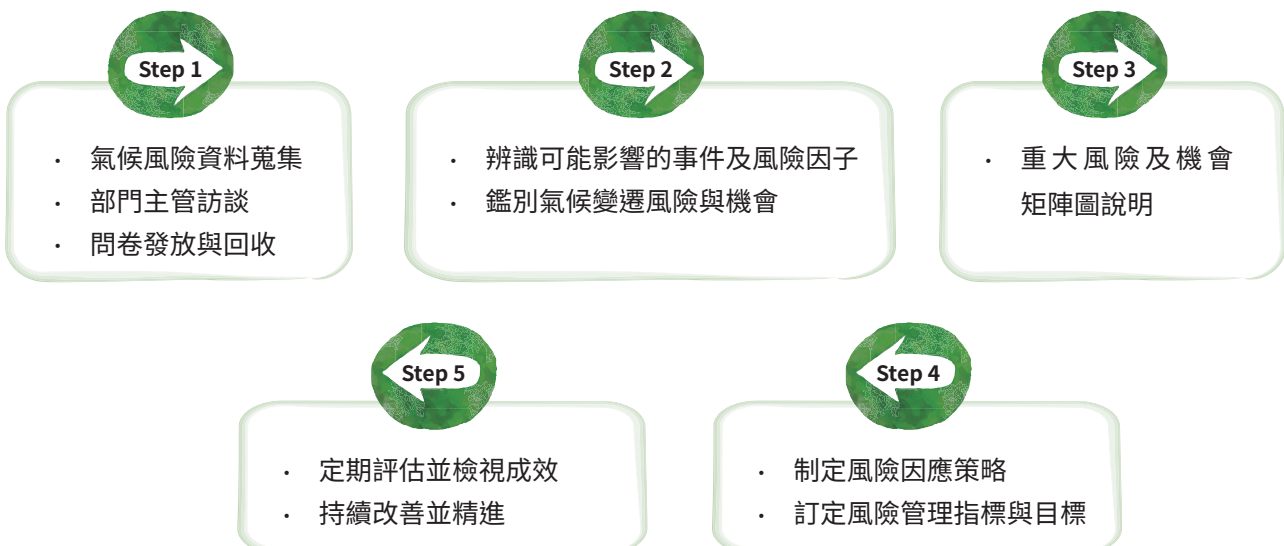 Step 1
• 氣候風險資料蒐集
• 部門主管訪談
• 問卷發放與回收
Step 2
• 辨識可能影響的事件及風險因子
• 鑑別氣候變遷風險與機會
Step 3
• 重大風險及機會
矩陣圖說明
Step 4
• 制定風險因應策略
• 訂定風險管理指標與目標
Step 5
• 定期評估並檢視成效
• 持續改善並精進